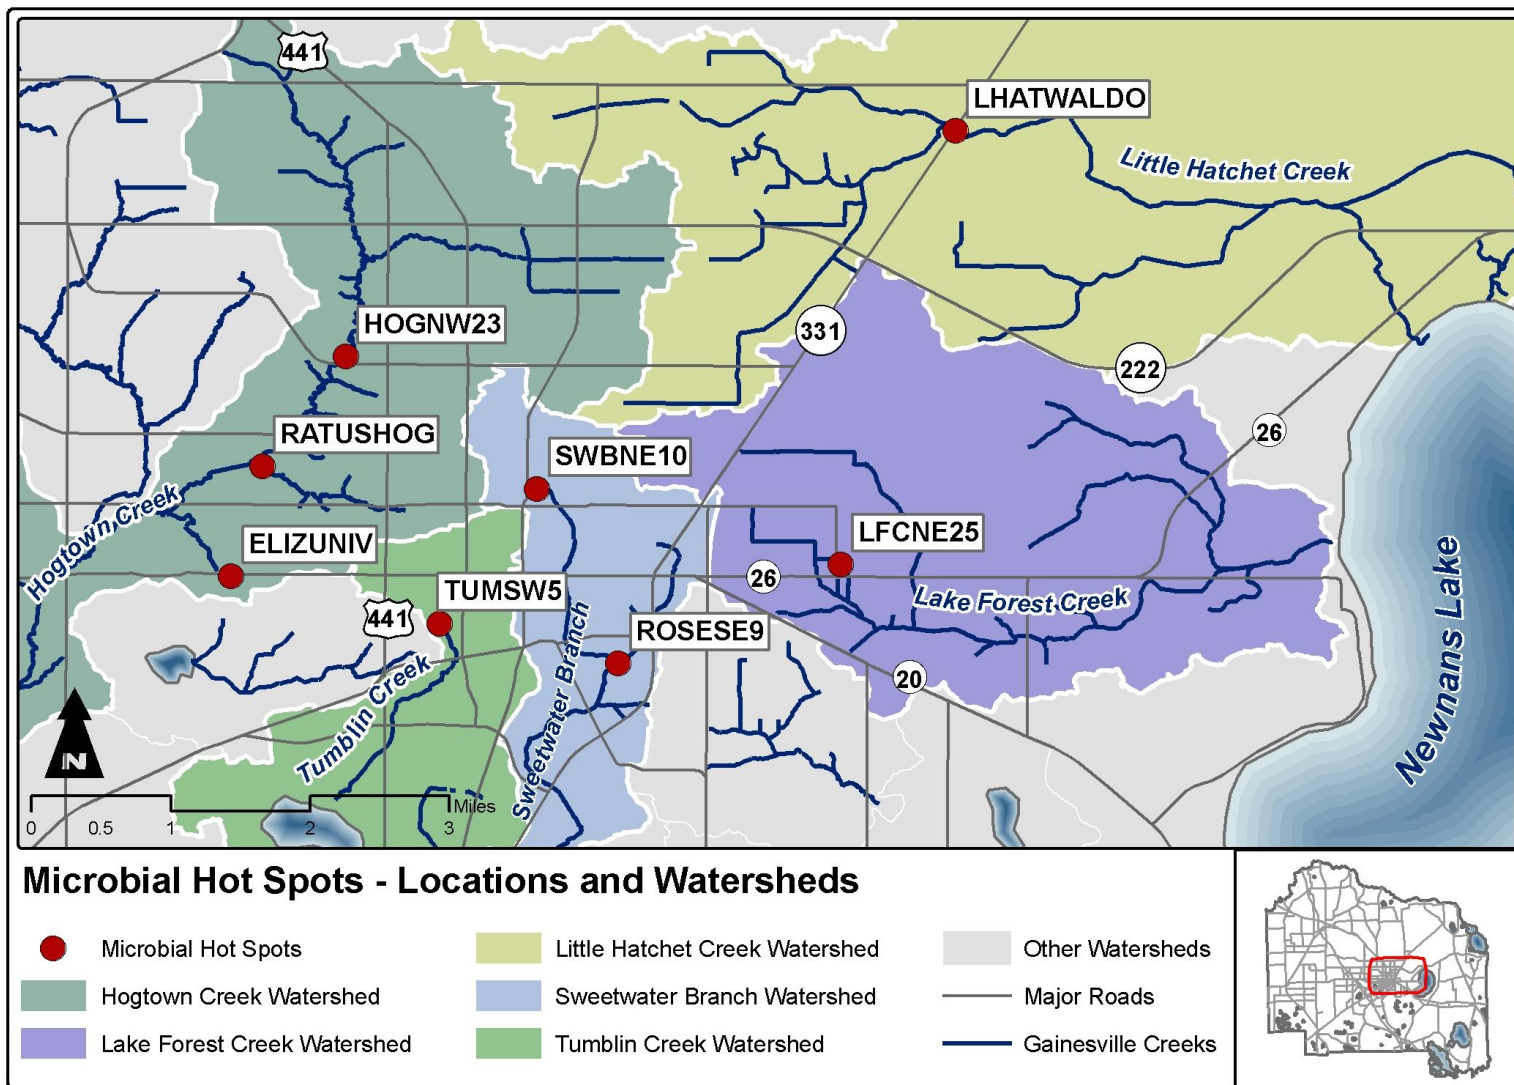 441
LHATWALDO
Little Hatchet Creek
HOGNW23
331
222
RATUSHOG
26
SWBNE10
Hogtown Creek
ELIZUNIV
LFCNE25
TUMSW5
26
441
Lake Forest Creek
ROSESE9
Newnans Lake
20
Tumblin Creek
Sweetwater Branch
N
Miles
0 0.5 1 2 3
Microbial Hot Spots - Locations and Watersheds
Microbial Hot Spots
Hogtown Creek Watershed
Lake Forest Creek Watershed
Little Hatchet Creek Watershed
Sweetwater Branch Watershed
Tumblin Creek Watershed
Other Watersheds
Major Roads
Gainesville Creeks